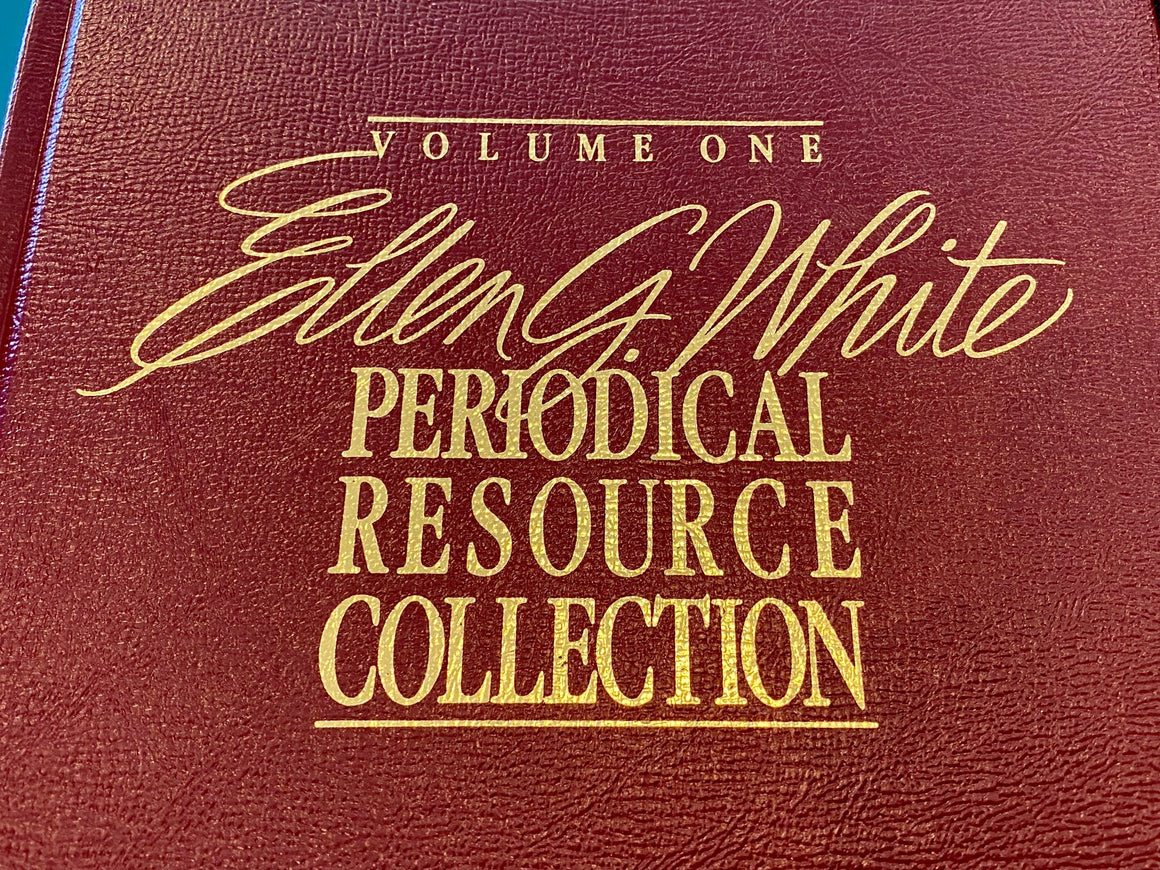 VOLUME ONE
Ellen G. White
PERIODICAL
RESOURCE
COLLECTION